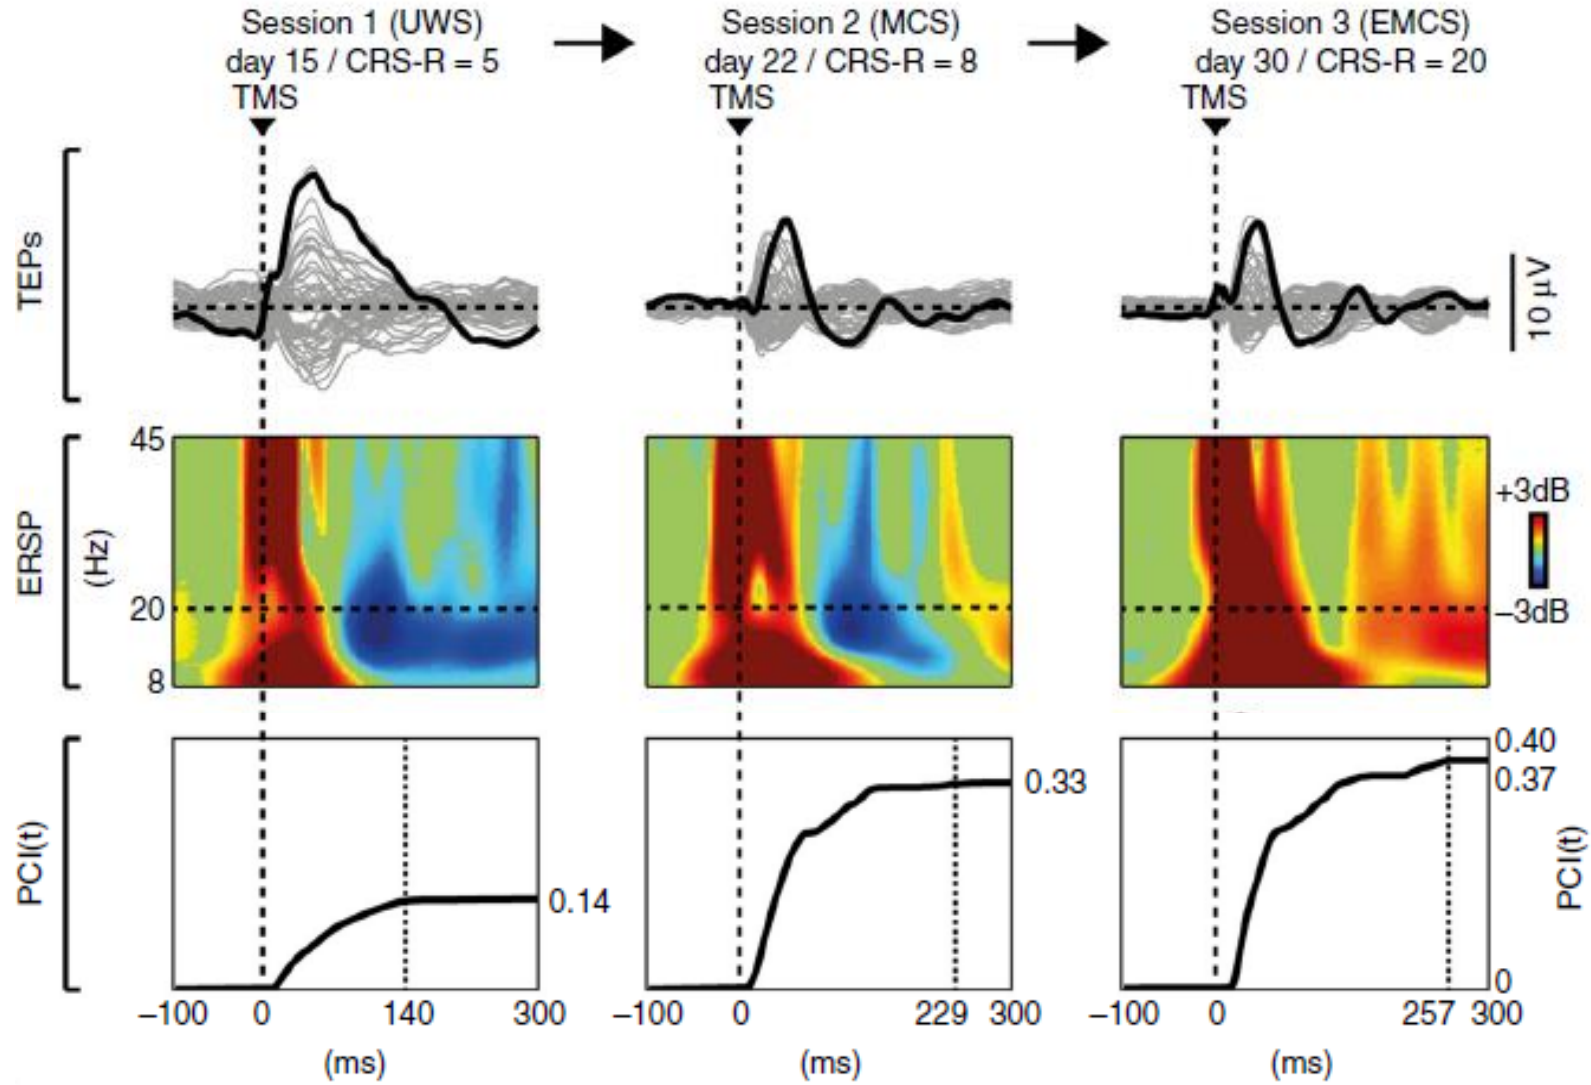 Session 1 (UWS)
day 15 / CRS-R = 5
TMS
Session 2 (MCS)
day 22 / CRS-R = 8
TMS
Session 3 (EMCS)
day 30 / CRS-R = 20
TMS
TEPs
10 µV
ERSP
(Hz)
45
20
8
+3dB
–3dB
PCI(t)
0.14
0.33
0.40
0.37
0
PCI(t)
–100 0 140 300
(ms)
–100 0 229 300
(ms)
–100 0 257 300
(ms)